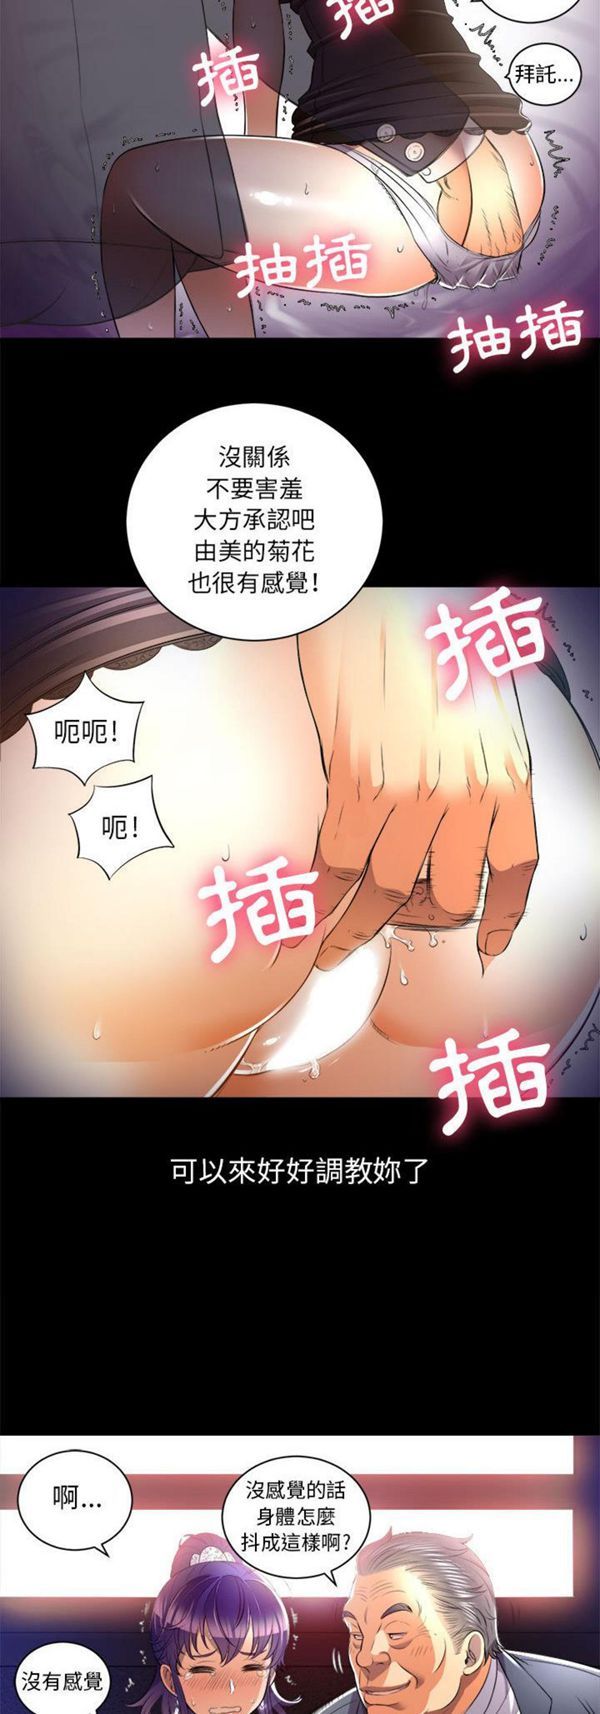 插
拜託...
插
抽插
抽插
沒關係
不要害羞
大方承認吧
由美的菊花
也很有感覺!
插
呃呃!
呃!
插
插
可以來好好調教妳了
啊...
沒感覺的話
身體怎麼
抖成這樣啊?
沒有感覺